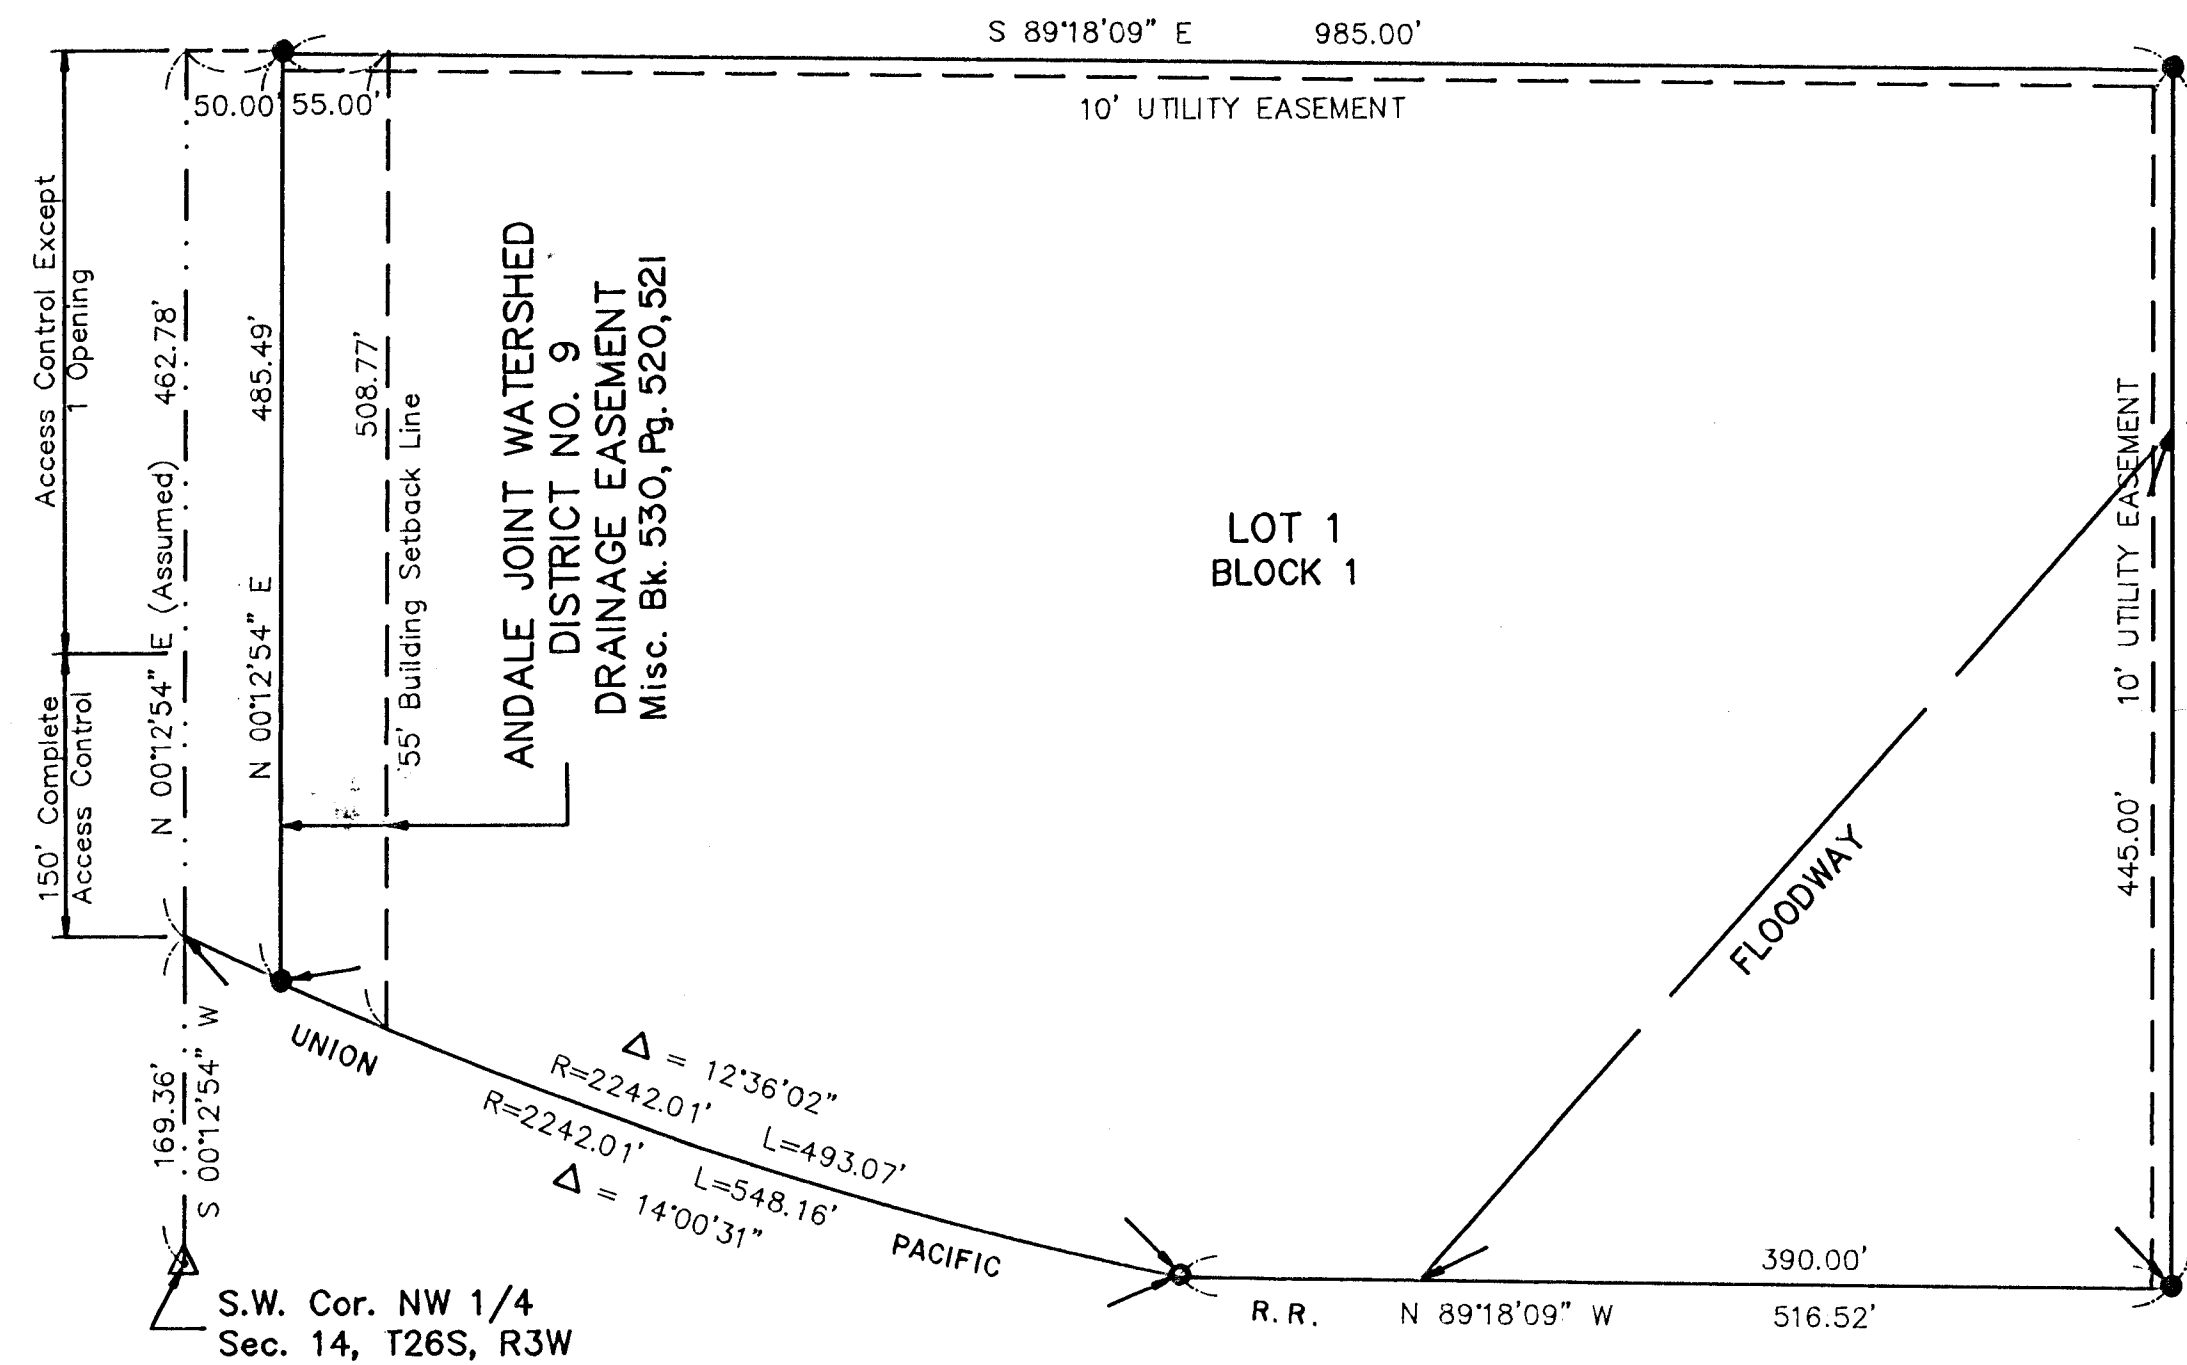 S 89°18'09" E 985.00'
50.00' 55.00'
10' UTILITY EASEMENT
Access Control Except
1 Opening
150' Complete
Access Control
N 00°12'54" E (Assumed) 462.78'
N 00°12'54" E 485.49'
508.77'
55' Building Setback Line
ANDALE JOINT WATERSHED
DISTRICT NO. 9
DRAINAGE EASEMENT
Misc. Bk. 530, Pg. 520, 521
LOT 1
BLOCK 1
10' UTILITY EASEMENT
445.00'
FLOODWAY
169.36'
S 00°12'54" W
UNION
Δ = 12°36'02"
R=2242.01' L=493.07'
R=2242.01' L=548.16'
Δ = 14°00'31"
PACIFIC
R.R.
390.00'
N 89°18'09" W 516.52'
S.W. Cor. NW 1/4
Sec. 14, T26S, R3W